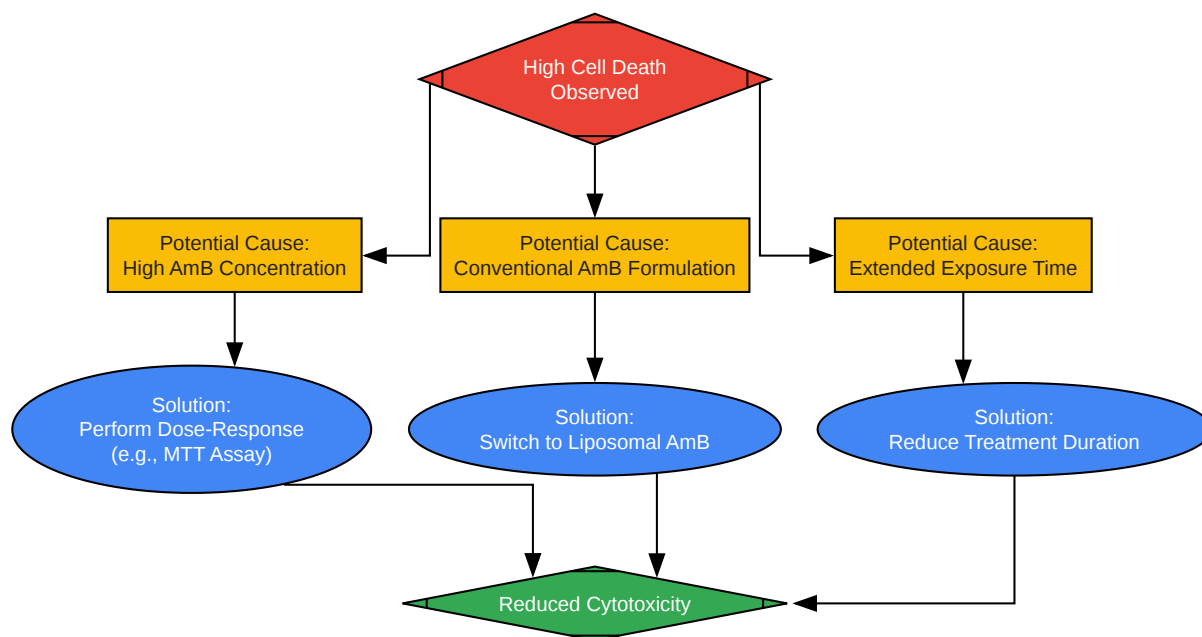 High Cell Death
Observed
Potential Cause:
High AmB Concentration
Potential Cause:
Conventional AmB Formulation
Potential Cause:
Extended Exposure Time
Solution:
Perform Dose-Response
(e.g., MTT Assay)
Solution:
Switch to Liposomal AmB
Solution:
Reduce Treatment Duration
Reduced Cytotoxicity